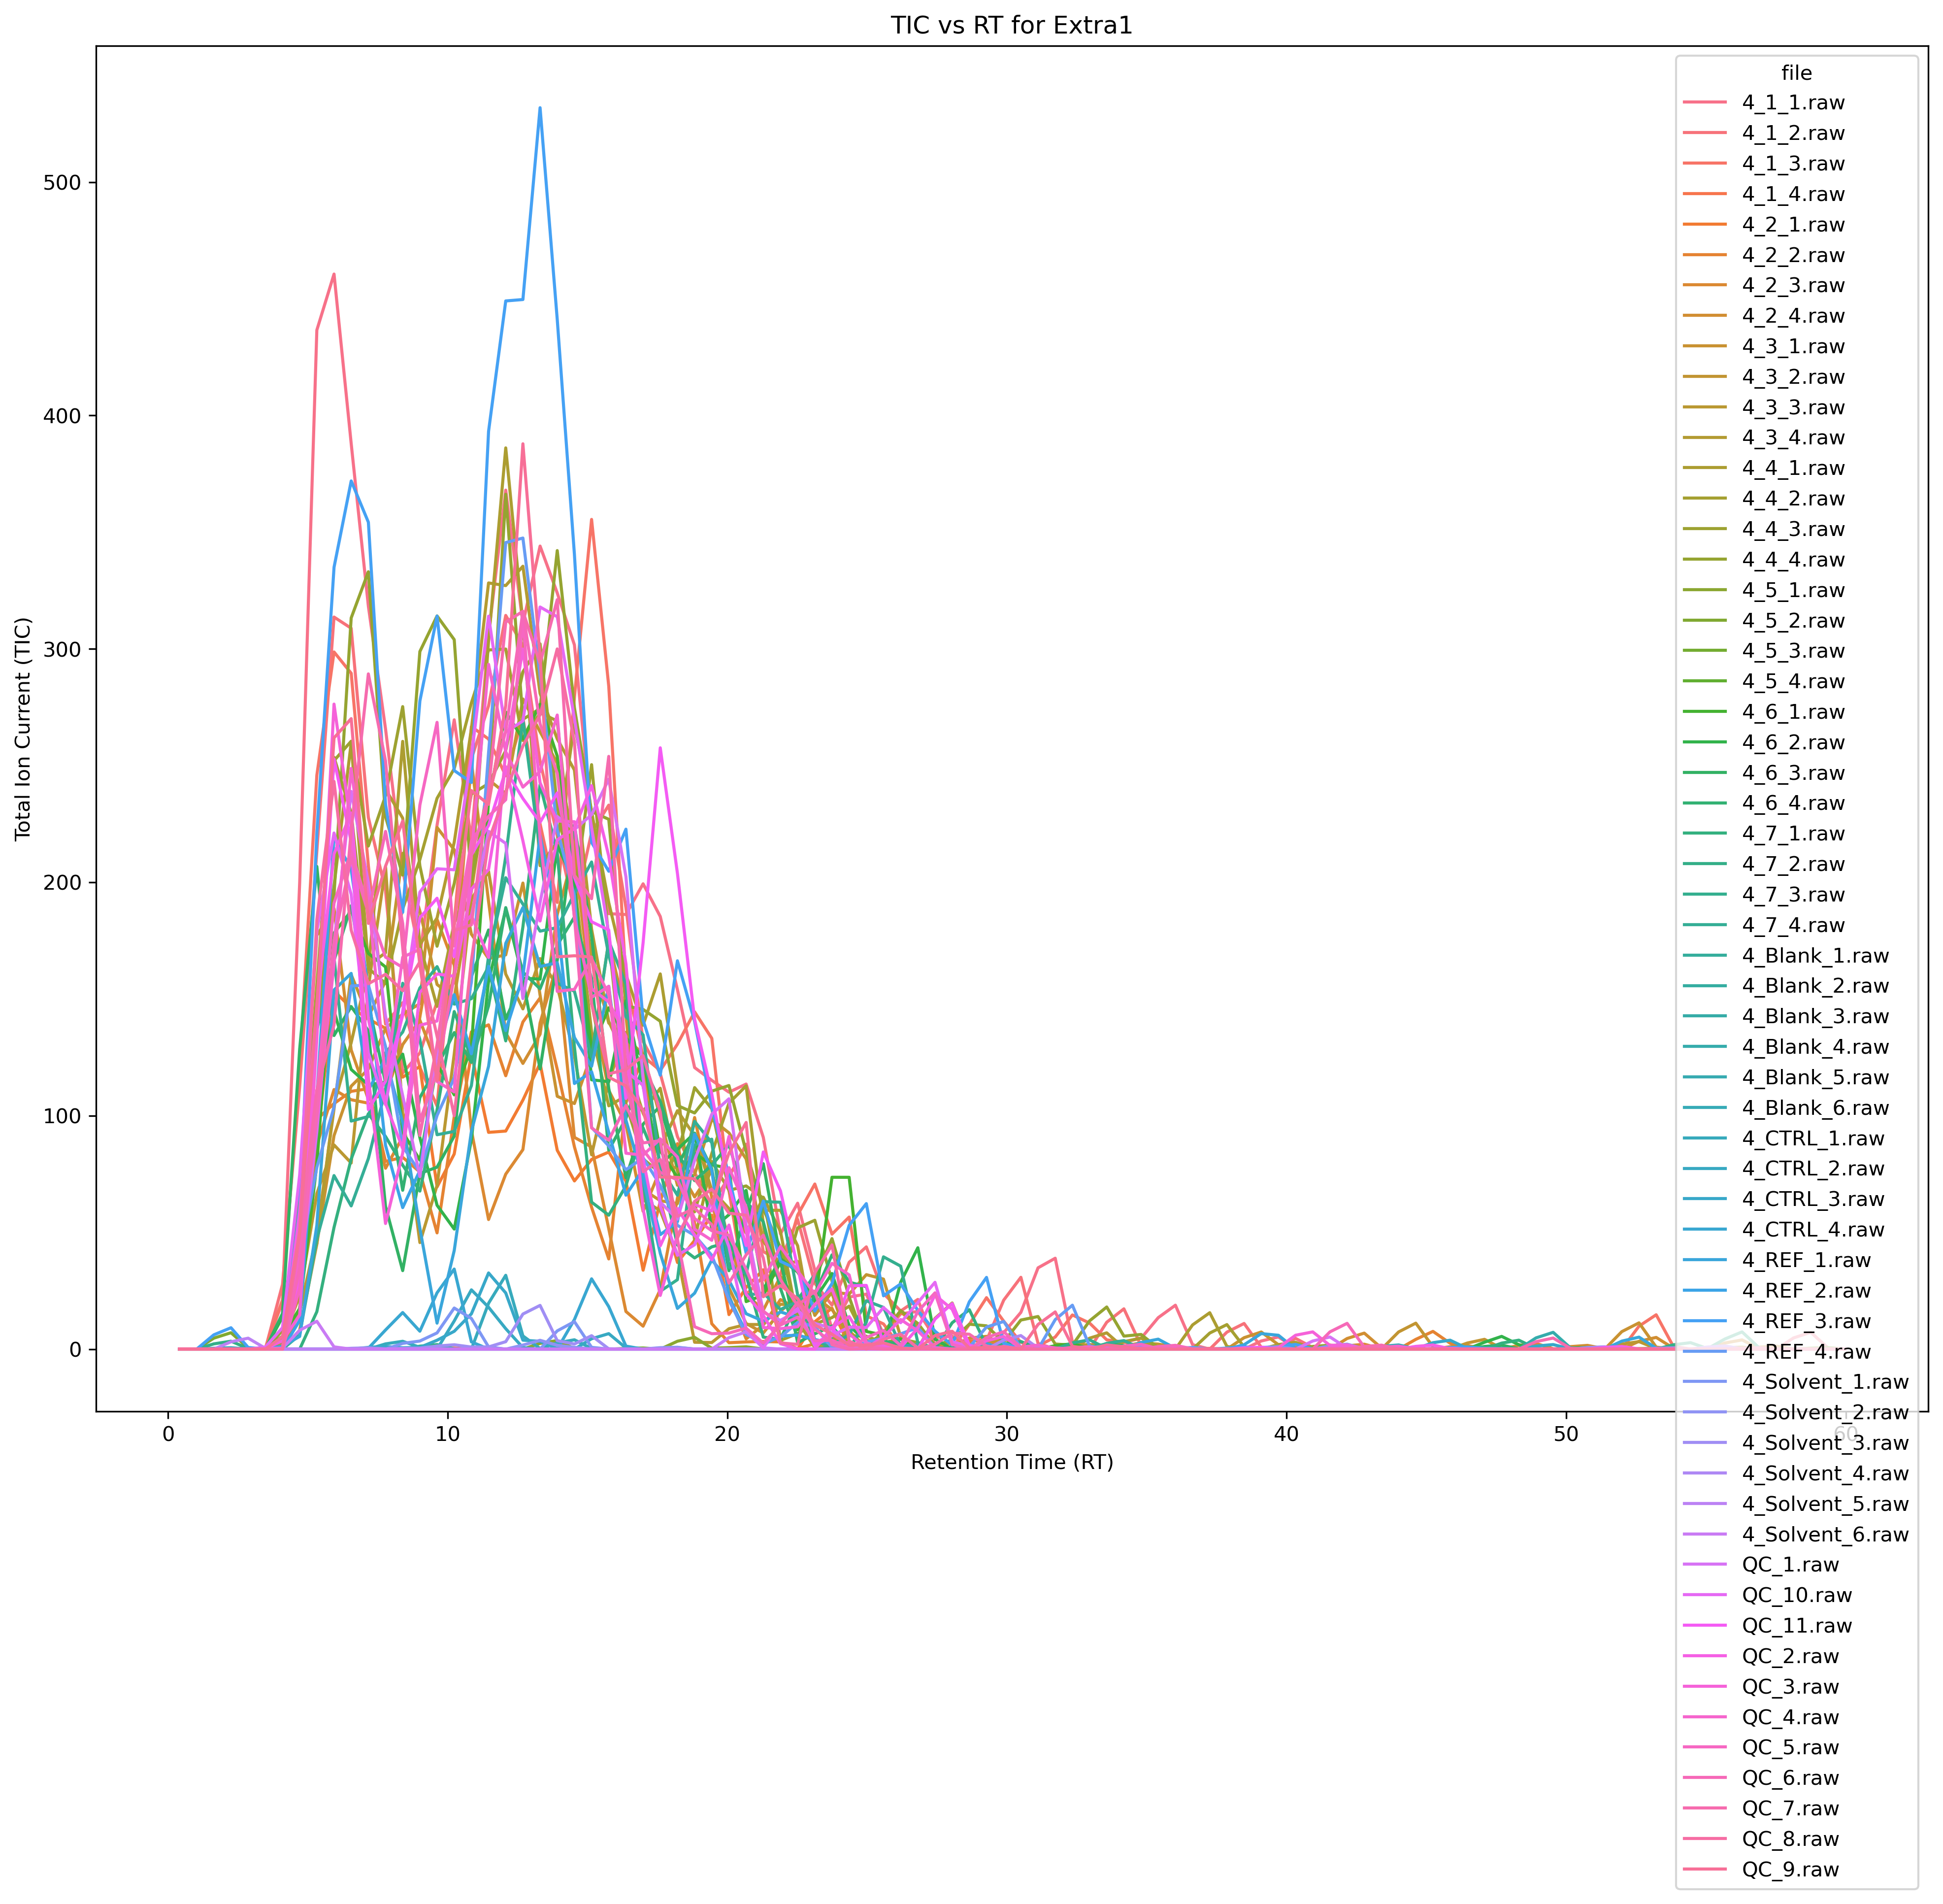 TIC vs RT for Extra1
Total Ion Current (TIC)
500
400
300
200
100
0
0
10
20
30
40
50
60
Retention Time (RT)
file
4_1_1.raw
4_1_2.raw
4_1_3.raw
4_1_4.raw
4_2_1.raw
4_2_2.raw
4_2_3.raw
4_2_4.raw
4_3_1.raw
4_3_2.raw
4_3_3.raw
4_3_4.raw
4_4_1.raw
4_4_2.raw
4_4_3.raw
4_4_4.raw
4_5_1.raw
4_5_2.raw
4_5_3.raw
4_5_4.raw
4_6_1.raw
4_6_2.raw
4_6_3.raw
4_6_4.raw
4_7_1.raw
4_7_2.raw
4_7_3.raw
4_7_4.raw
4_Blank_1.raw
4_Blank_2.raw
4_Blank_3.raw
4_Blank_4.raw
4_Blank_5.raw
4_Blank_6.raw
4_CTRL_1.raw
4_CTRL_2.raw
4_CTRL_3.raw
4_CTRL_4.raw
4_REF_1.raw
4_REF_2.raw
4_REF_3.raw
4_REF_4.raw
4_Solvent_1.raw
4_Solvent_2.raw
4_Solvent_3.raw
4_Solvent_4.raw
4_Solvent_5.raw
4_Solvent_6.raw
QC_1.raw
QC_10.raw
QC_11.raw
QC_2.raw
QC_3.raw
QC_4.raw
QC_5.raw
QC_6.raw
QC_7.raw
QC_8.raw
QC_9.raw